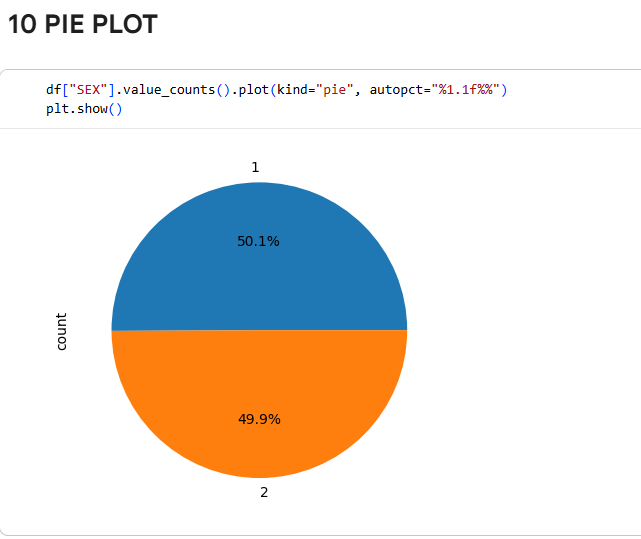 10 PIE PLOT
df["SEX"].value_counts().plot(kind="pie", autopct="%1.1f%%")
plt.show()
1
50.1%
count
49.9%
2